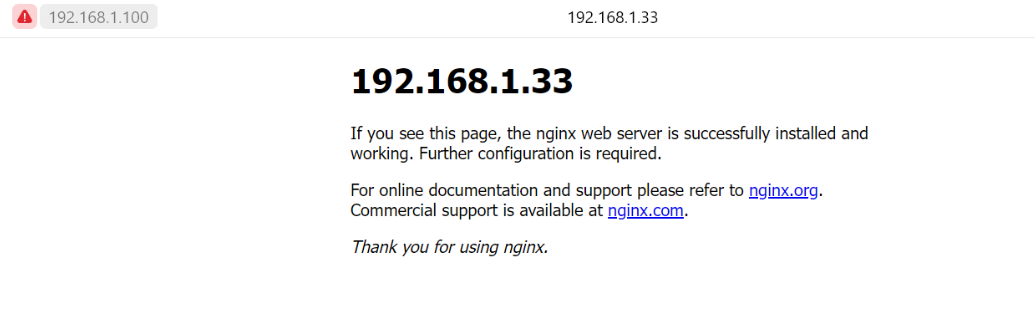 192.168.1.100
192.168.1.33
192.168.1.33
If you see this page, the nginx web server is successfully installed and
working. Further configuration is required.
For online documentation and support please refer to nginx.org.
Commercial support is available at nginx.com.
Thank you for using nginx.